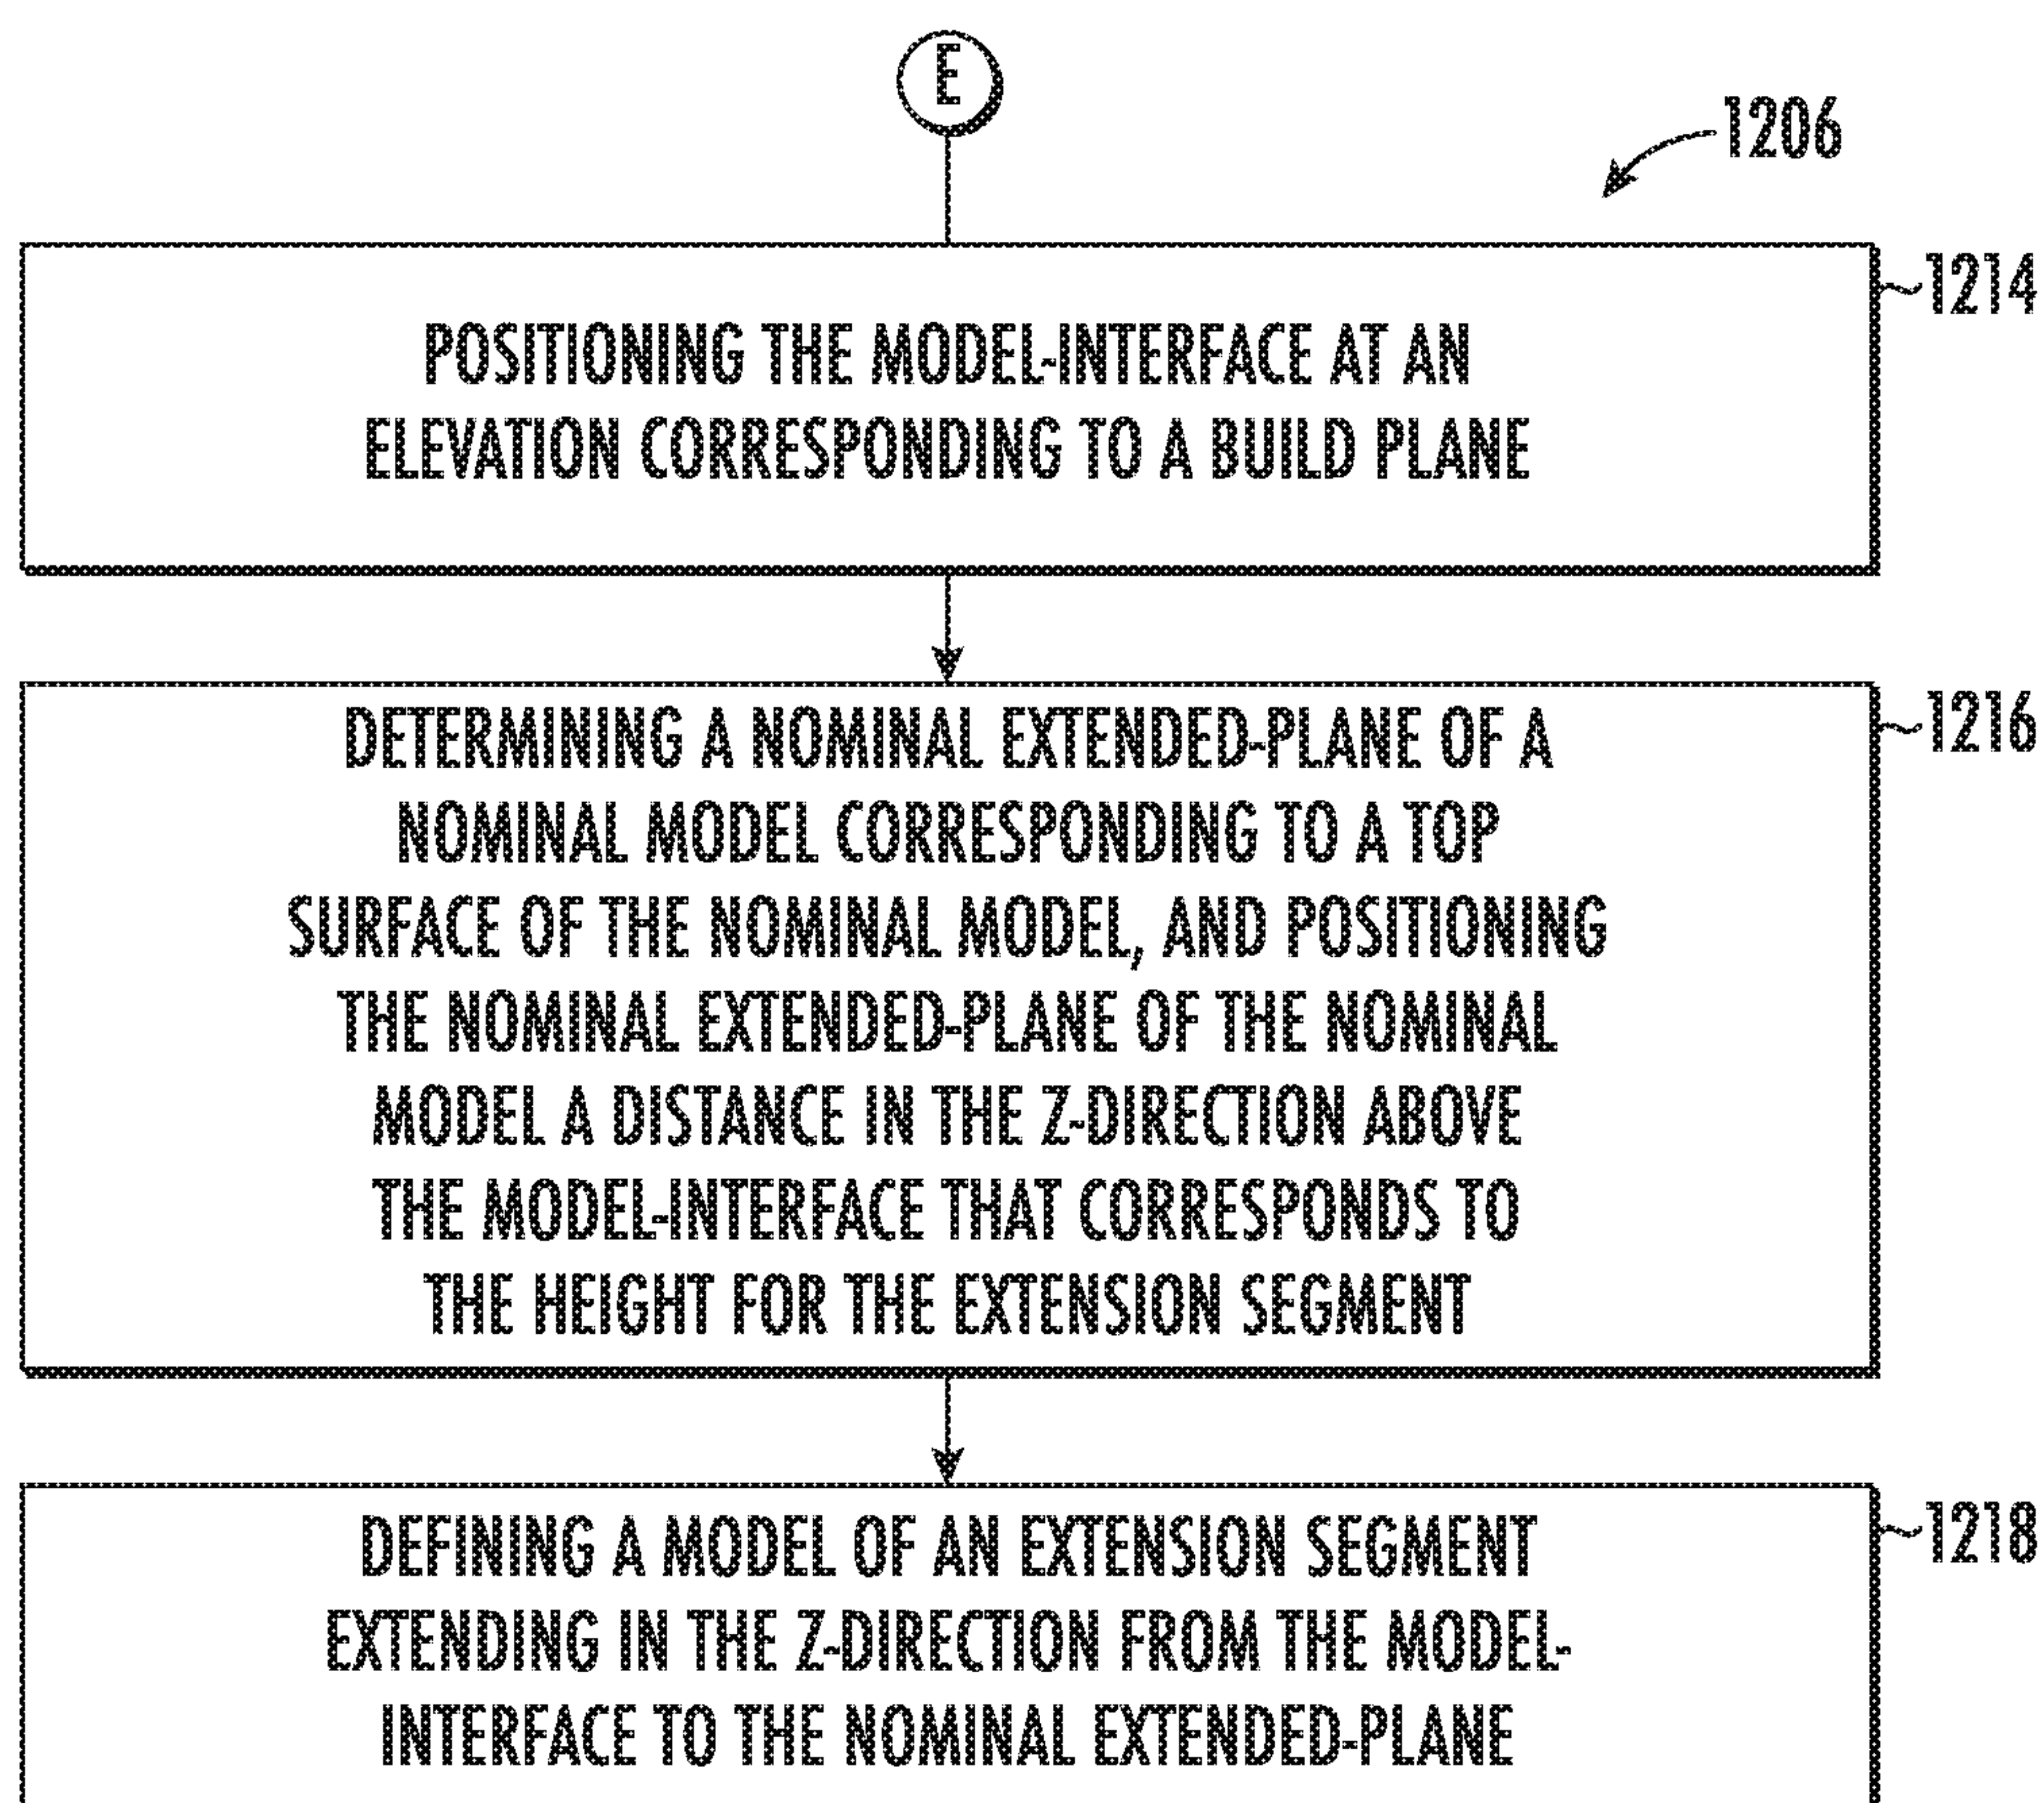 E
1206
1214
POSITIONING THE MODEL-INTERFACE AT AN
ELEVATION CORRESPONDING TO A BUILD PLANE
1216
DETERMINING A NOMINAL EXTENDED-PLANE OF A
NOMINAL MODEL CORRESPONDING TO A TOP
SURFACE OF THE NOMINAL MODEL, AND POSITIONING
THE NOMINAL EXTENDED-PLANE OF THE NOMINAL
MODEL A DISTANCE IN THE Z-DIRECTION ABOVE
THE MODEL-INTERFACE THAT CORRESPONDS TO
THE HEIGHT FOR THE EXTENSION SEGMENT
1218
DEFINING A MODEL OF AN EXTENSION SEGMENT
EXTENDING IN THE Z-DIRECTION FROM THE MODEL-
INTERFACE TO THE NOMINAL EXTENDED-PLANE